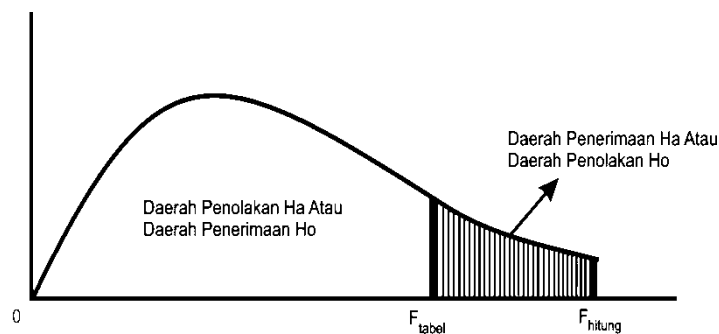 Daerah Penerimaan Ha Atau
Daerah Penolakan Ho
Daerah Penolakan Ha Atau
Daerah Penerimaan Ho
0
Ftabel
Fhitung